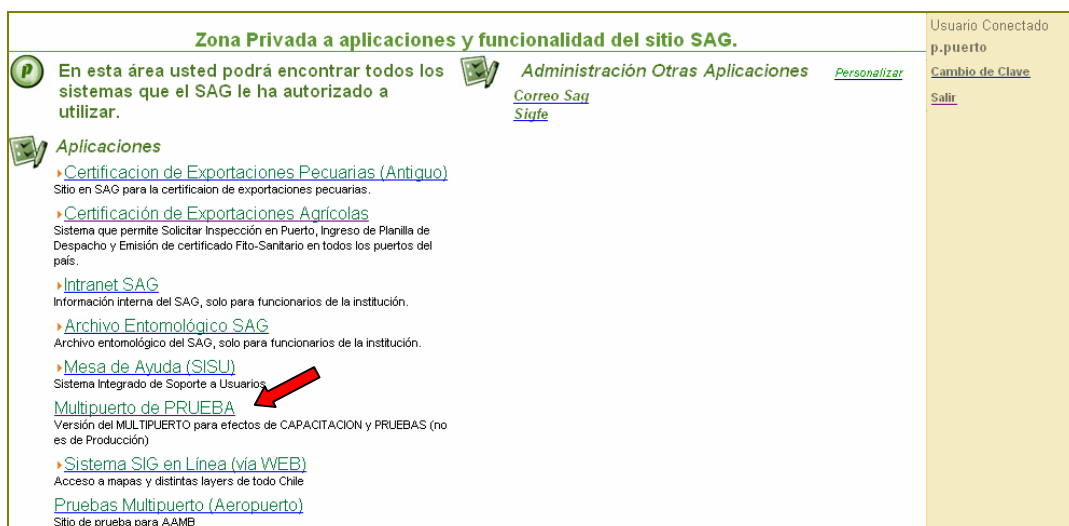 Zona Privada a aplicaciones y funcionalidad del sitio SAG.
p
En esta área usted podrá encontrar todos los
sistemas que el SAG le ha autorizado a
utilizar.
Aplicaciones
Certificacion de Exportaciones Pecuarias (Antiguo)
Sitio en SAG para la certificaion de exportaciones pecuarias.
Certificación de Exportaciones Agrícolas
Sistema que permite Solicitar Inspección en Puerto, Ingreso de Planilla de
Despacho y Emisión de certificado Fito-Sanitario en todos los puertos del
país.
Intranet SAG
Información interna del SAG, solo para funcionarios de la institución.
Archivo Entomológico SAG
Archivo entomológico del SAG, solo para funcionarios de la institución.
Mesa de Ayuda (SISU)
Sistema Integrado de Soporte a Usuarios
Multipuerto de PRUEBA
Versión del MULTIPUERTO para efectos de CAPACITACION y PRUEBAS (no
es de Producción)
Sistema SIG en Línea (vía WEB)
Acceso a mapas y distintas layers de todo Chile
Pruebas Multipuerto (Aeropuerto)
Sitio de prueba para AAMB
Administración Otras Aplicaciones
Personalizar
Correo Sag
Sigfe
Usuario Conectado
p.puerto
Cambio de Clave
Salir